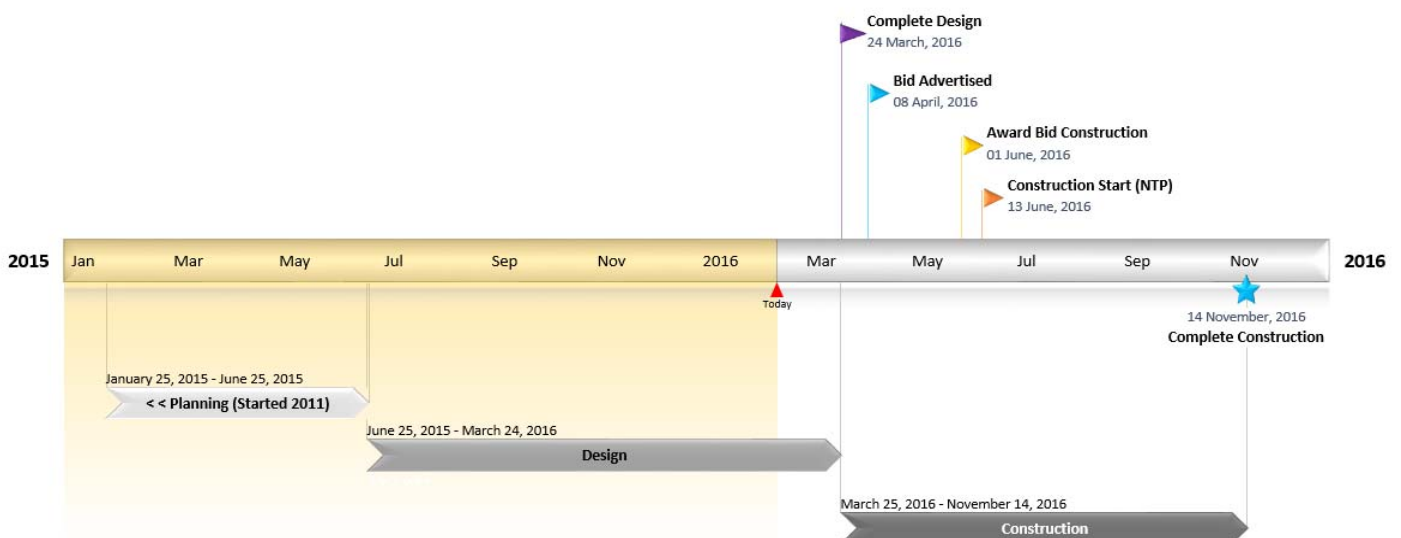 Complete Design
24 March, 2016
Bid Advertised
08 April, 2016
Award Bid Construction
01 June, 2016
Construction Start (NTP)
13 June, 2016
2015 Jan Mar May Jul Sep Nov 2016 Mar May Jul Sep Nov 2016
Today
14 November, 2016
Complete Construction
January 25, 2015 - June 25, 2015
< < Planning (Started 2011)
June 25, 2015 - March 24, 2016
Design
March 25, 2016 - November 14, 2016
Construction